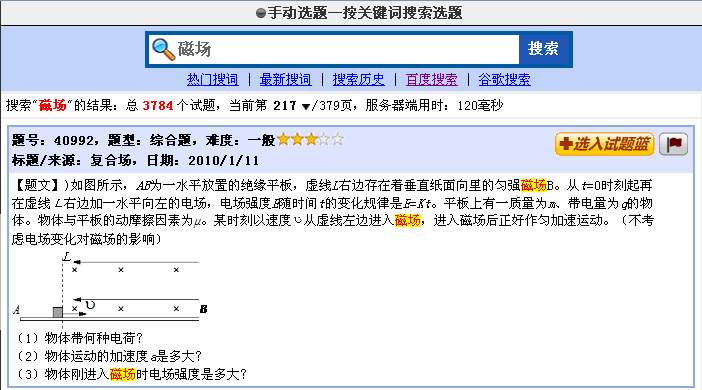 手动选题—按关键词搜索选题
磁场 搜索
热门搜词 | 最新搜词 | 搜索历史 | 百度搜索 | 谷歌搜索
搜索"磁场"的结果：总 3784 个试题，当前第 217 ▼/379页，服务器端用时：120毫秒
题号：40992，题型：综合题，难度：一般 选入试题篮
标题/来源：复合场，日期：2010/1/11
【题文】)如图所示，AB为一水平放置的绝缘平板，虚线L右边存在着垂直纸面向里的匀强磁场B。从t=0时刻起再
在虚线 L右边加一水平向左的电场，电场强度E随时间t的变化规律是E=Kt。平板上有一质量为m、带电量为q的物
体。物体与平板的动摩擦因素为μ。某时刻以速度υ从虚线左边进入磁场，进入磁场后正好作匀加速运动。（不考
虑电场变化对磁场的影响）
L
× × ×
× υ × ×
A B
（1）物体带何种电荷？
（2）物体运动的加速度a是多大？
（3）物体刚进入磁场时电场强度是多大？